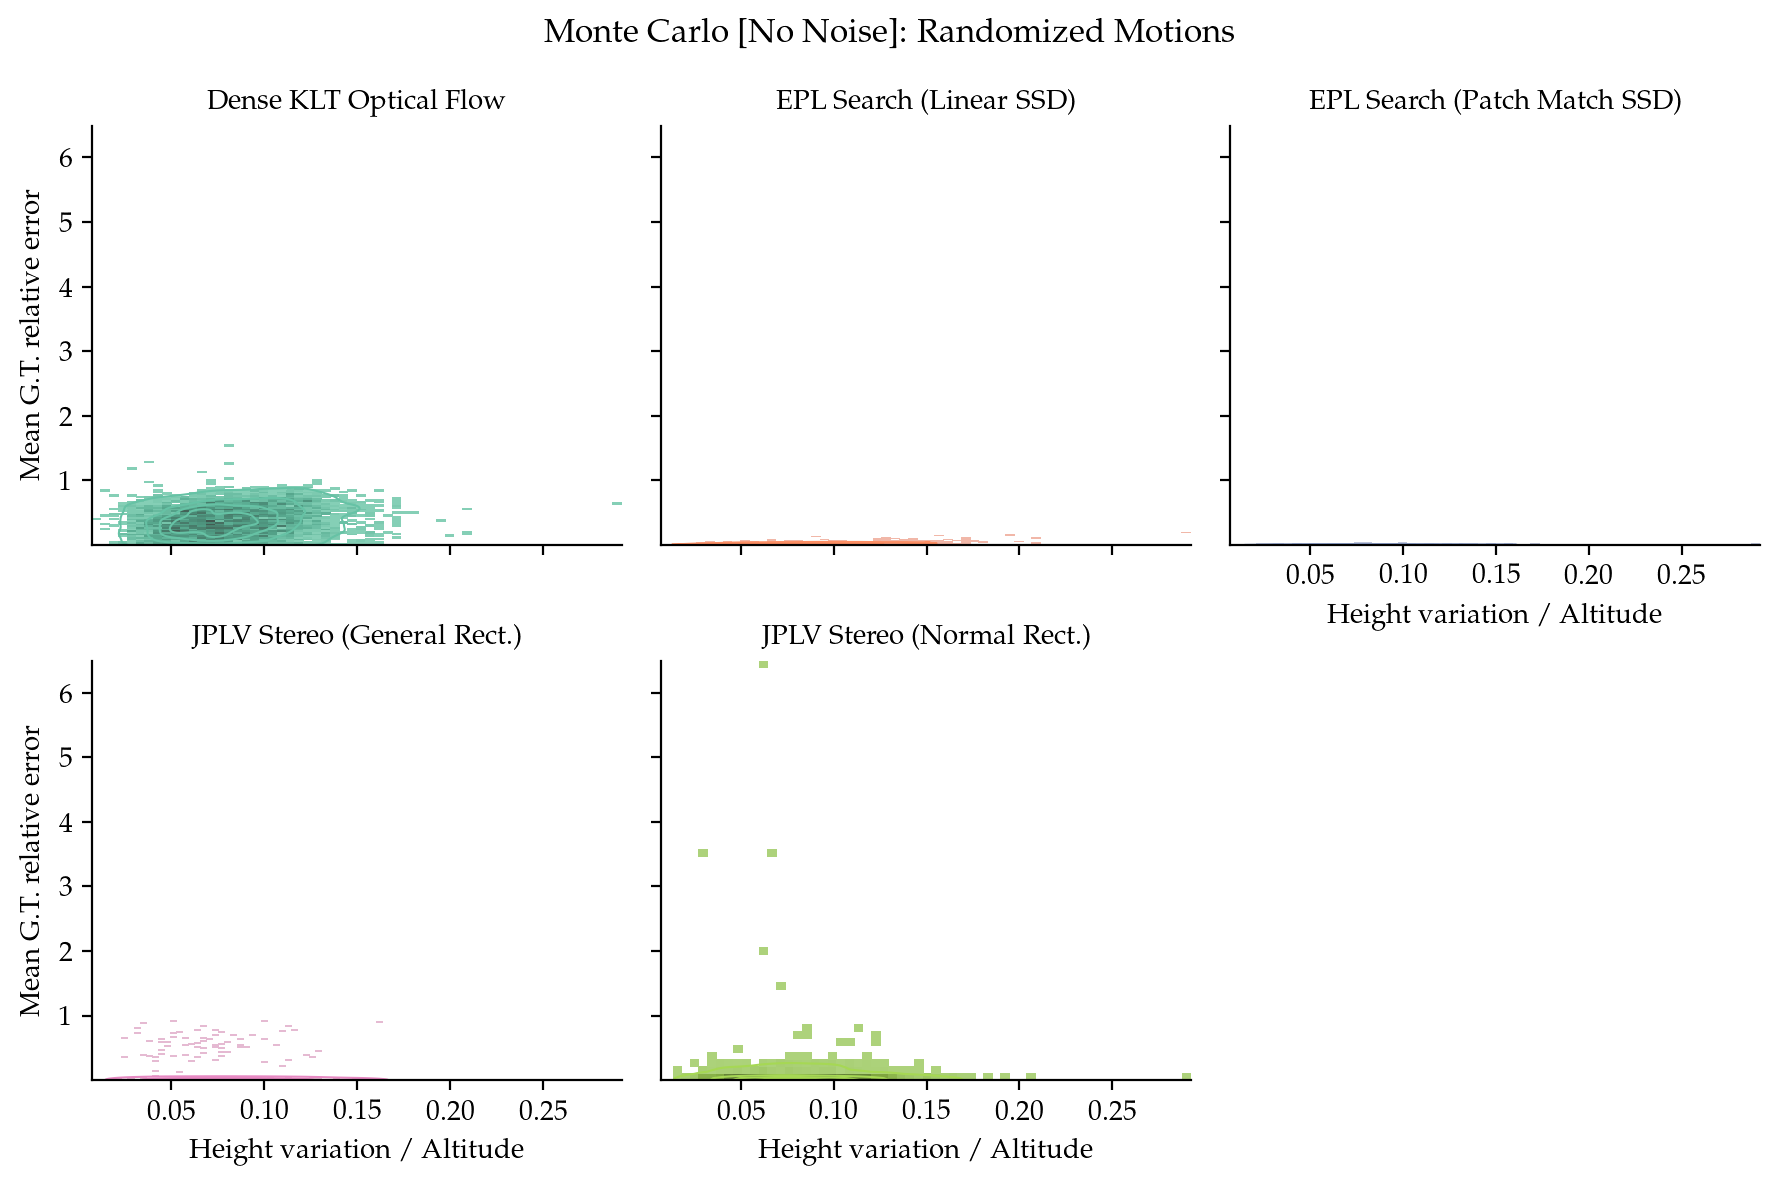 Monte Carlo [No Noise]: Randomized Motions
Dense KLT Optical Flow
EPL Search (Linear SSD)
EPL Search (Patch Match SSD)
Mean G.T. relative error
6
5
4
3
2
1
0.05 0.10 0.15 0.20 0.25
Height variation / Altitude
JPLV Stereo (General Rect.)
JPLV Stereo (Normal Rect.)
Mean G.T. relative error
6
5
4
3
2
1
0.05 0.10 0.15 0.20 0.25
Height variation / Altitude
0.05 0.10 0.15 0.20 0.25
Height variation / Altitude